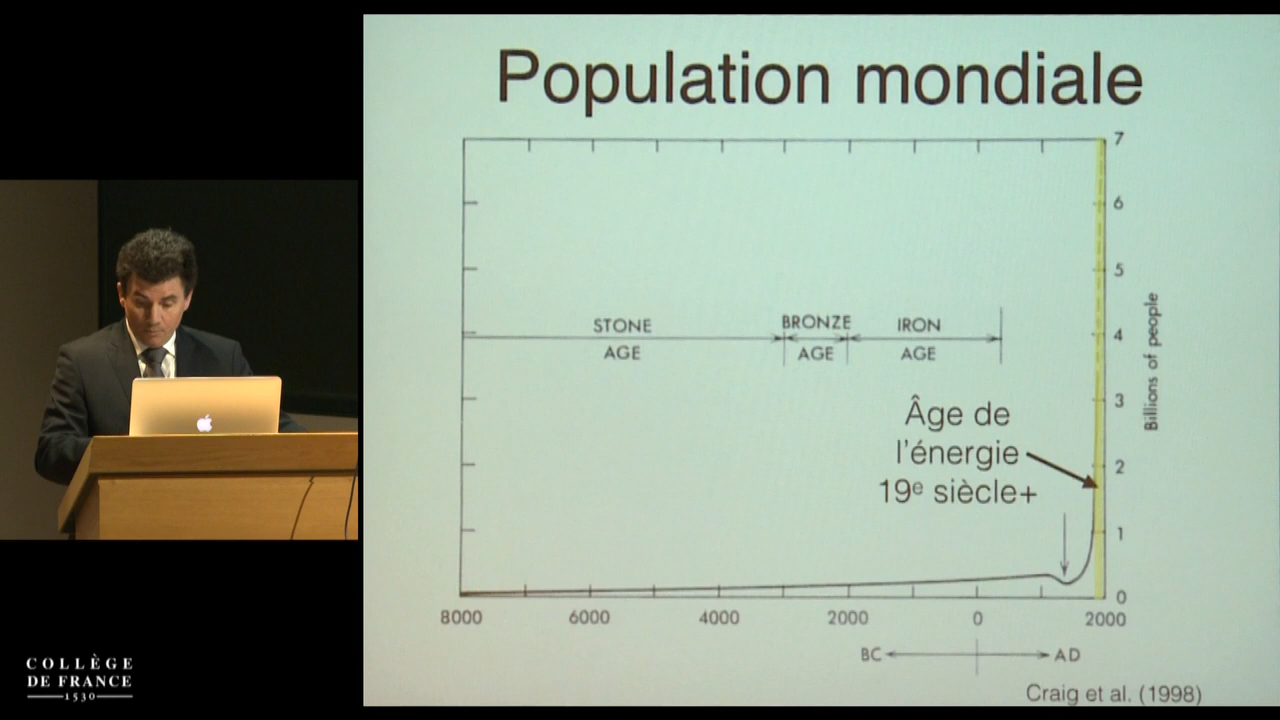 Population mondiale
7
6
5
4
3
2
1
0
Billions of people
STONE
AGE
BRONZE
AGE
IRON
AGE
Âge de
l'énergie
19e siècle+
8000 6000 4000 2000 0 2000
BC AD
Craig et al. (1998)
COLLÈGE
DE FRANCE
1530